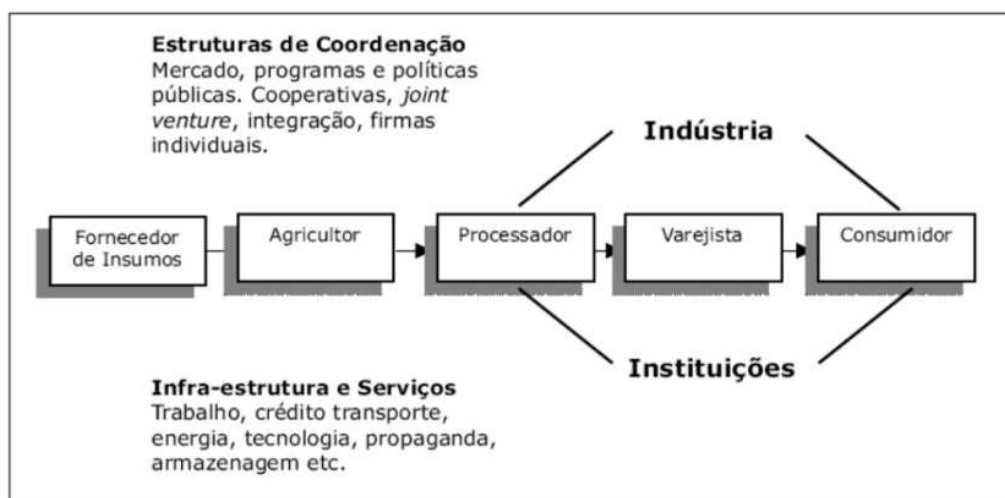 Estruturas de Coordenação
Mercado, programas e políticas
públicas. Cooperativas, joint
venture, integração, firmas
individuais.
Indústria
Fornecedor
de Insumos
Agricultor
Processador
Varejista
Consumidor
Instituições
Infra-estrutura e Serviços
Trabalho, crédito transporte,
energia, tecnologia, propaganda,
armazenagem etc.